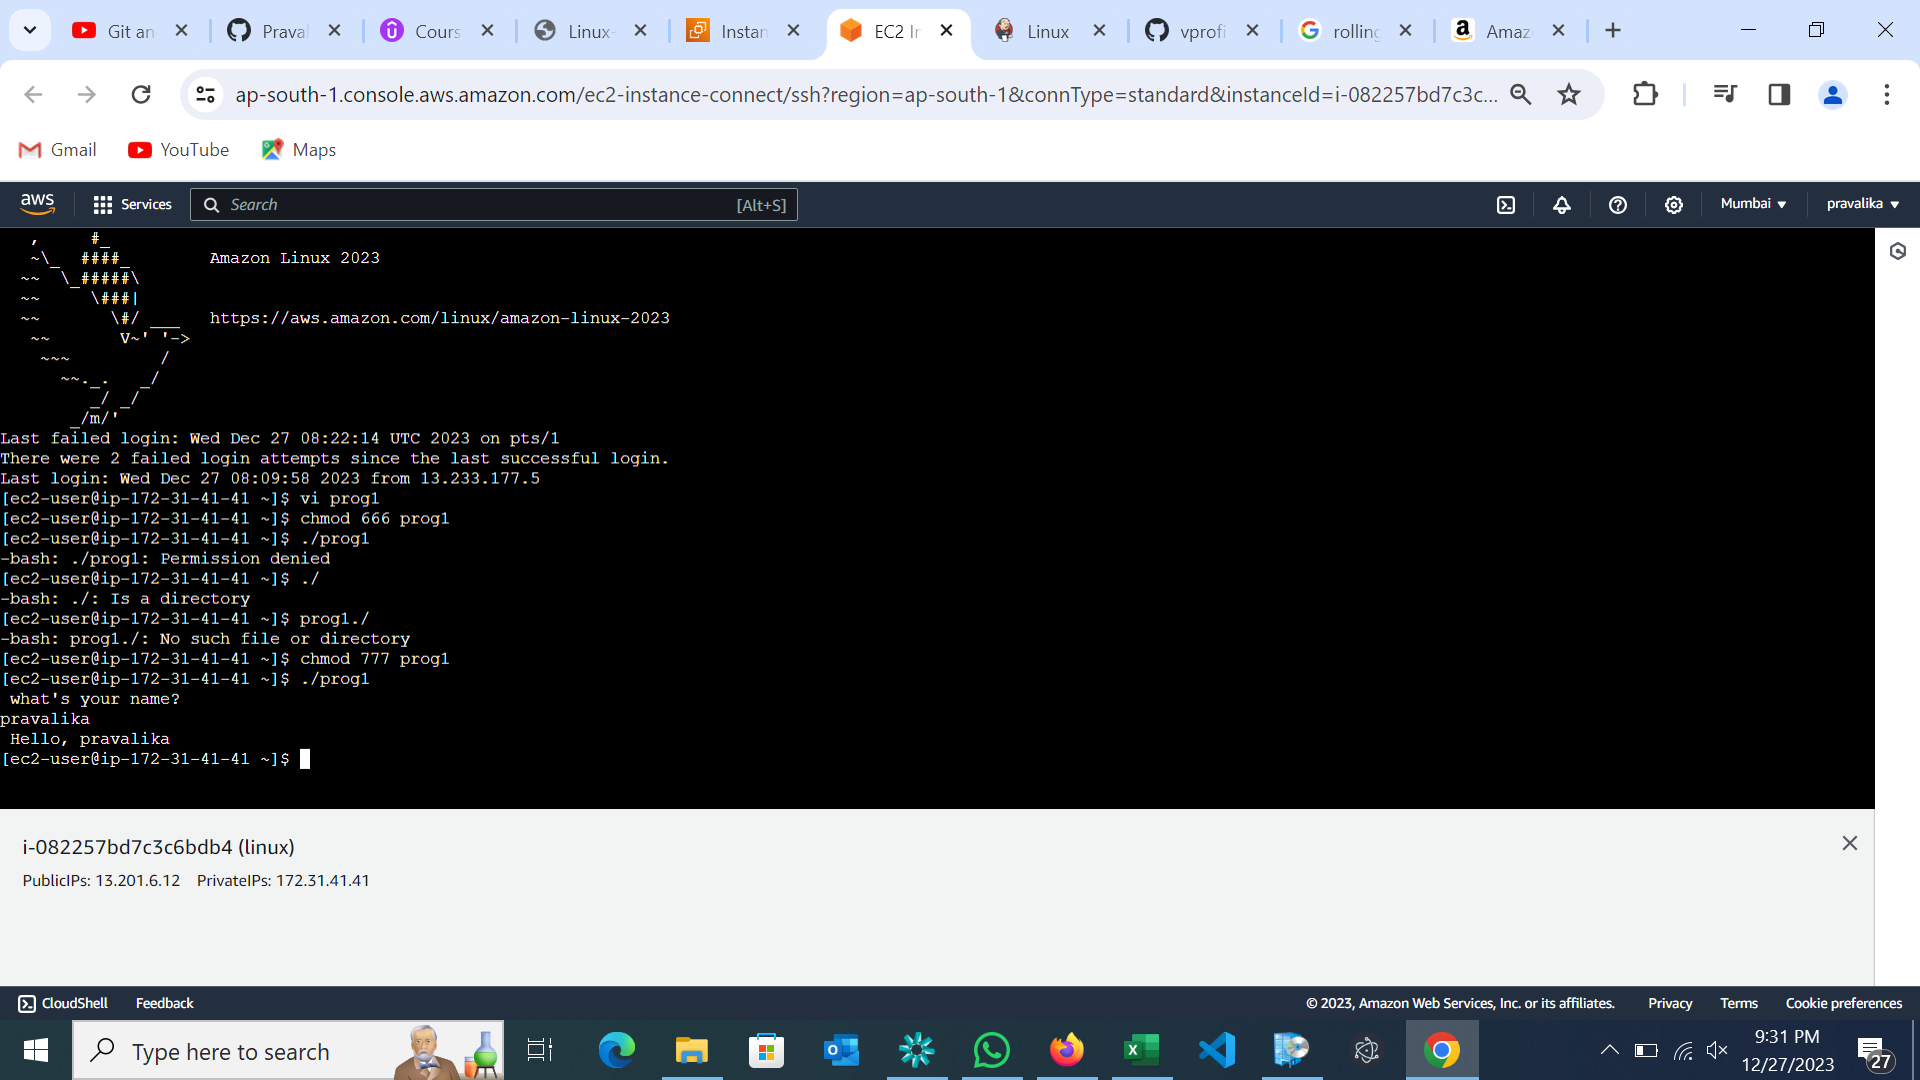 Git an
Praval
Cours
Linux-
Instan
EC2 In
Linux
vprofi
rolling
Amaz
ap-south-1.console.aws.amazon.com/ec2-instance-connect/ssh?region=ap-south-1&connType=standard&instanceId=i-082257bd7c3c...
Gmail
YouTube
Maps
aws
Services
Search
[Alt+S]
Mumbai
pravalika
   ,     #_
   ~\_  ####_        Amazon Linux 2023
  ~~  \_#####\
  ~~     \###|
  ~~       \#/ ___   https://aws.amazon.com/linux/amazon-linux-2023
   ~~       V~' '->
    ~~~         /
      ~~._.   _/
         _/ _/
       _/m/'
Last failed login: Wed Dec 27 08:22:14 UTC 2023 on pts/1
There were 2 failed login attempts since the last successful login.
Last login: Wed Dec 27 08:09:58 2023 from 13.233.177.5
[ec2-user@ip-172-31-41-41 ~]$ vi prog1
[ec2-user@ip-172-31-41-41 ~]$ chmod 666 prog1
[ec2-user@ip-172-31-41-41 ~]$ ./prog1
-bash: ./prog1: Permission denied
[ec2-user@ip-172-31-41-41 ~]$ ./
-bash: ./: Is a directory
[ec2-user@ip-172-31-41-41 ~]$ prog1./
-bash: prog1./: No such file or directory
[ec2-user@ip-172-31-41-41 ~]$ chmod 777 prog1
[ec2-user@ip-172-31-41-41 ~]$ ./prog1
 what's your name?
pravalika
 Hello, pravalika
[ec2-user@ip-172-31-41-41 ~]$
i-082257bd7c3c6bdb4 (linux)
PublicIPs: 13.201.6.12 PrivateIPs: 172.31.41.41
CloudShell
Feedback
© 2023, Amazon Web Services, Inc. or its affiliates.
Privacy
Terms
Cookie preferences
Type here to search
9:31 PM
12/27/2023
27